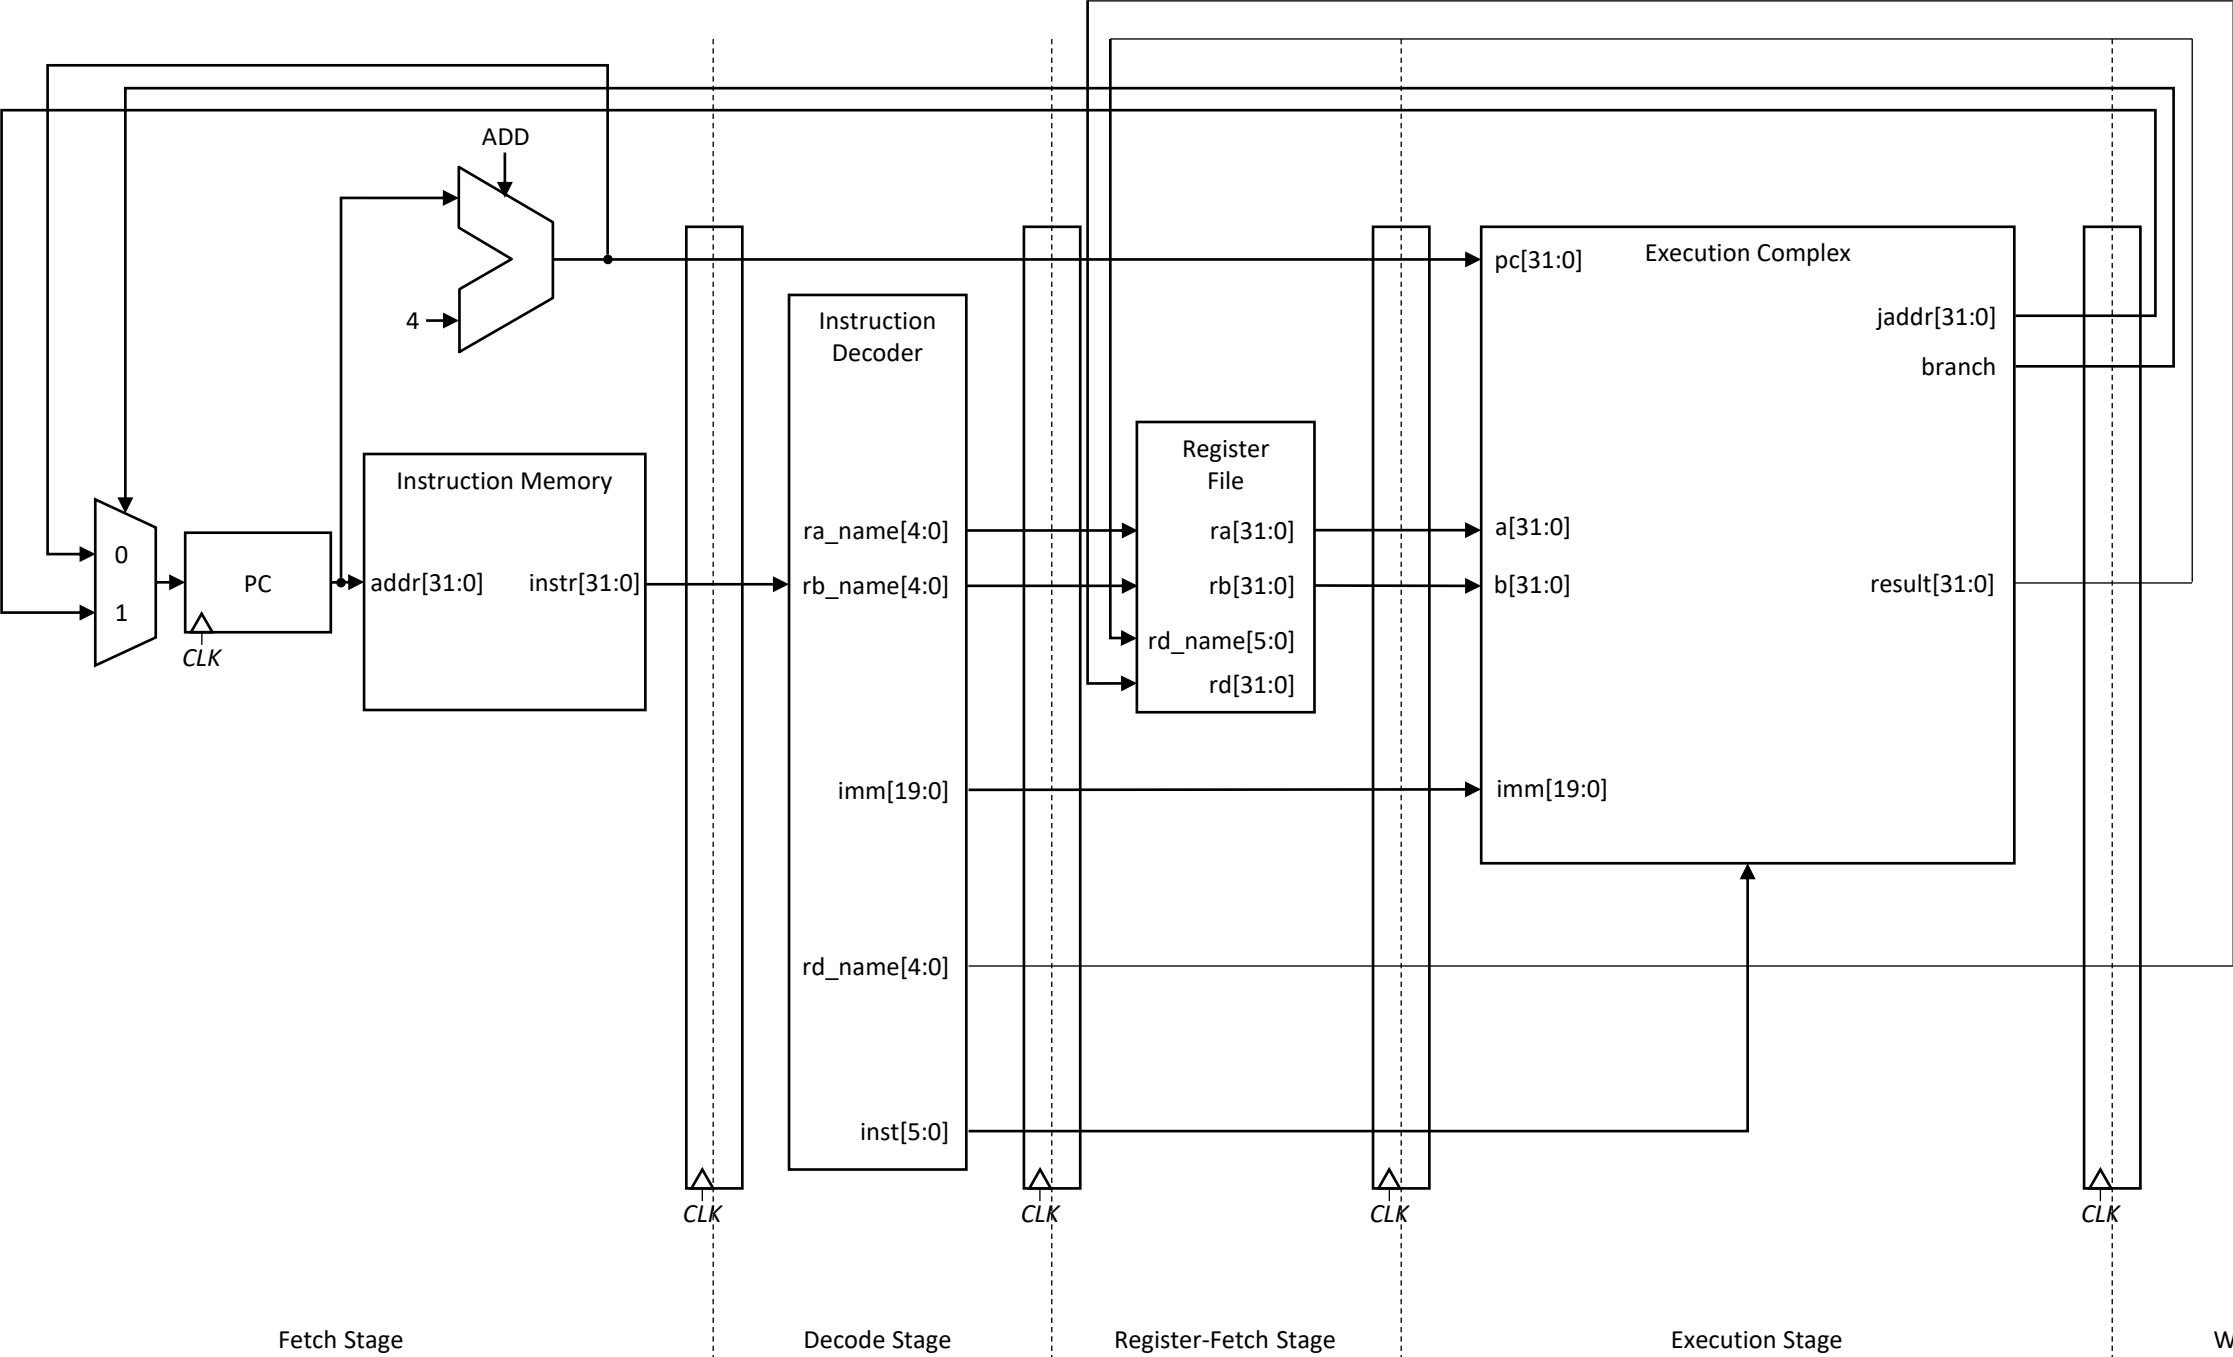 ADD
4
0
1
PC
CLK
Instruction Memory
addr[31:0]
instr[31:0]
CLK
Instruction
Decoder
ra_name[4:0]
rb_name[4:0]
imm[19:0]
rd_name[4:0]
inst[5:0]
CLK
Register
File
ra[31:0]
rb[31:0]
rd_name[5:0]
rd[31:0]
CLK
Execution Complex
pc[31:0]
jaddr[31:0]
branch
a[31:0]
b[31:0]
result[31:0]
imm[19:0]
CLK
Fetch Stage
Decode Stage
Register-Fetch Stage
Execution Stage